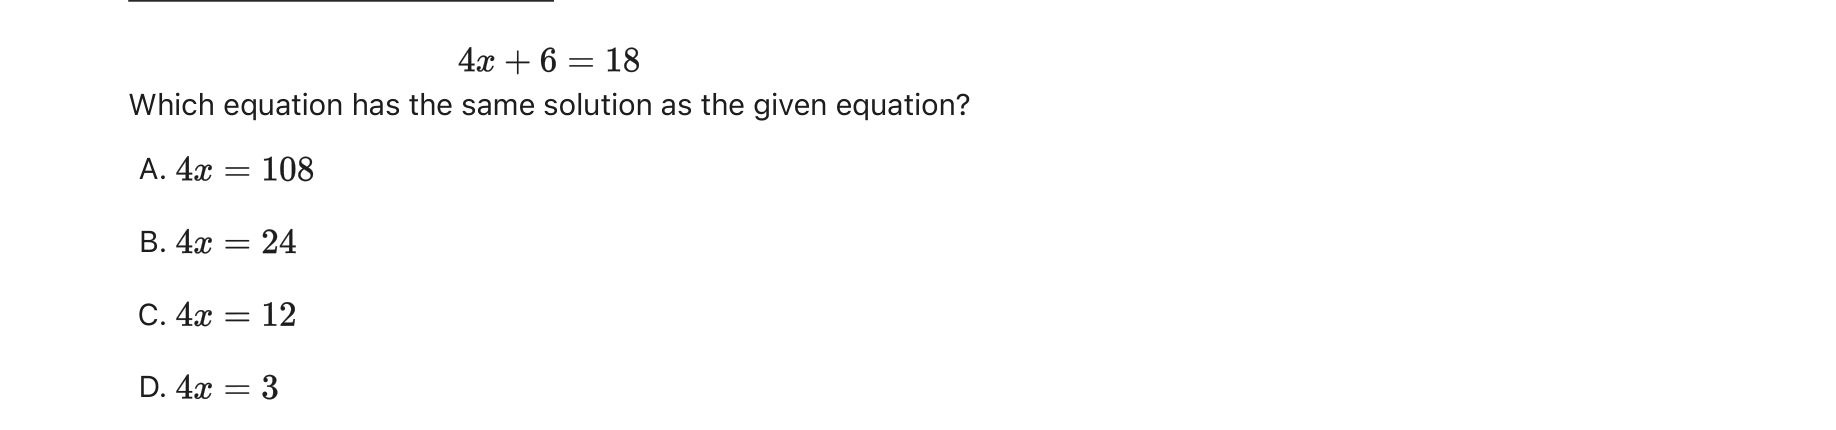 4x + 6 = 18
Which equation has the same solution as the given equation?
A. 4x = 108
B. 4x = 24
C. 4x = 12
D. 4x = 3